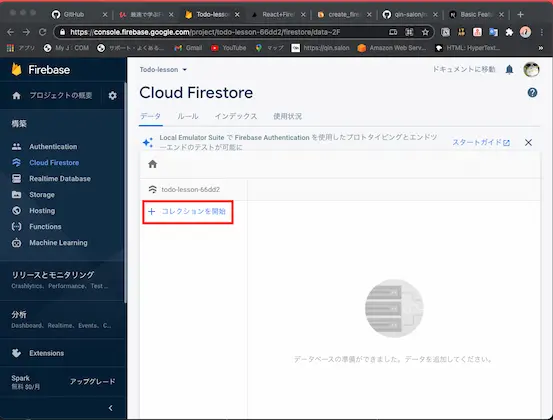 GitHub
最速で学ぶFi
Todo-lesson
React+Fire
create_fire
qin-salon/n
Basic Feat
https://console.firebase.google.com/project/todo-lesson-66dd2/firestore/data~2F
アプリ
My J:COM
サポート - よくある…
Gmail
YouTube
マップ
https://qin.salon
Amazon Web Serv…
HTML: HyperText…
Firebase
Todo-lesson
ドキュメントに移動
プロジェクトの概要
Cloud Firestore
データ
ルール
インデックス
使用状況
構築
Authentication
Cloud Firestore
Realtime Database
Storage
Hosting
Functions
Machine Learning
Local Emulator Suite で Firebase Authentication を使用したプロトタイピングとエンドツーエンドのテストが可能に
スタートガイド
todo-lesson-66dd2
コレクションを開始
データベースの準備ができました。データを追加してください。
リリースとモニタリング
Crashlytics、Performance、Test …
分析
Dashboard、Realtime、Events、C…
Extensions
Spark
無料 $0/月
アップグレード